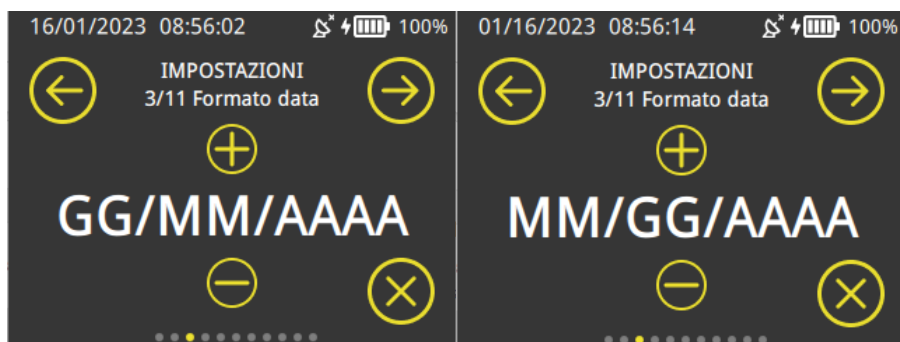 16/01/2023 08:56:02 100%
IMPOSTAZIONI
3/11 Formato data
GG/MM/AAAA
01/16/2023 08:56:14 100%
IMPOSTAZIONI
3/11 Formato data
MM/GG/AAAA